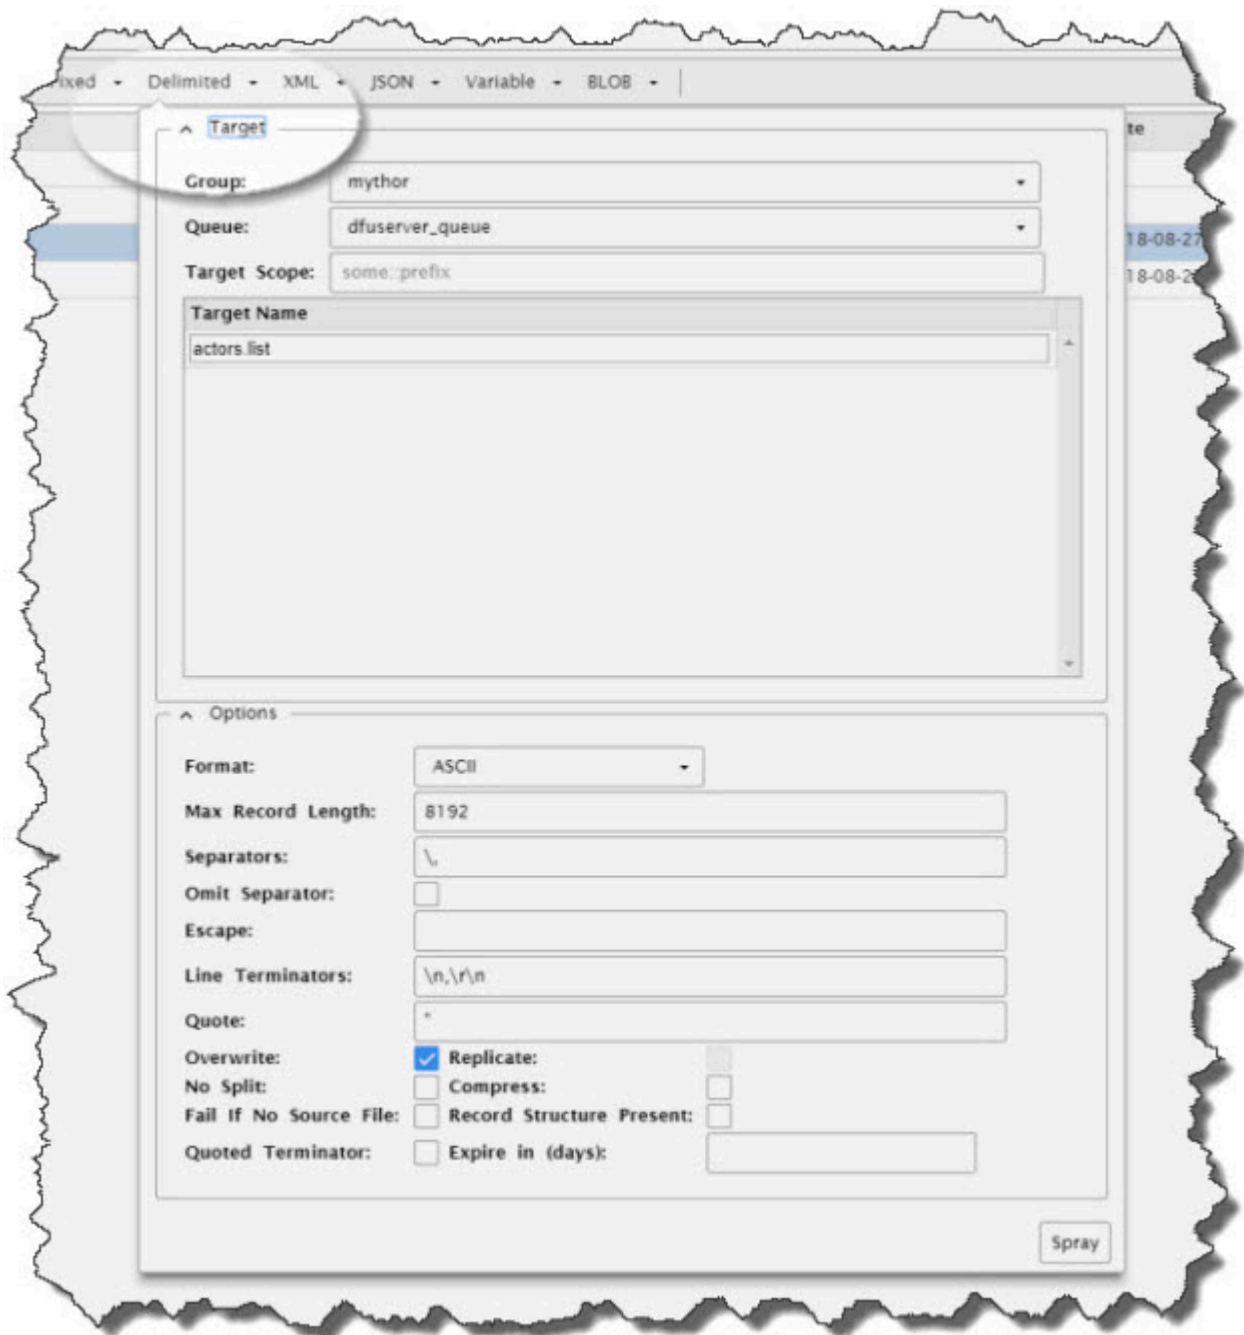 ixed Delimited XML JSON Variable BLOB
Target
te
Group: mythor
Queue: dfuserver_queue
18-08-27
Target Scope: some::prefix
18-08-2
Target Name
actors.list
Options
Format: ASCII
Max Record Length: 8192
Separators: \,
Omit Separator:
Escape:
Line Terminators: \n,\r\n
Quote: "
Overwrite: Replicate:
No Split: Compress:
Fail If No Source File: Record Structure Present:
Quoted Terminator: Expire in (days):
Spray